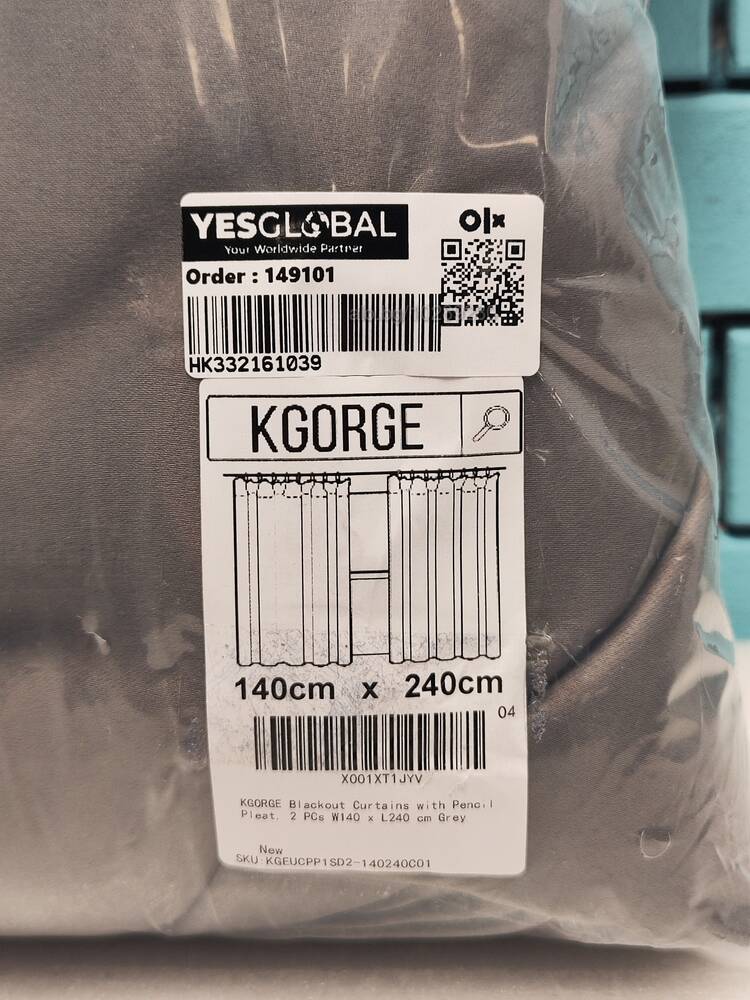 YESGLOBAL
Your Worldwide Partner
olx
Order : 149101
HK332161039
KGORGE
140cm x 240cm
04
X001XT1JYV
KGORGE Blackout Curtains with Pencil
Pleat, 2 PCs W140 x L240 cm Grey
New
SKU:KGEUCPP1SD2-140240C01